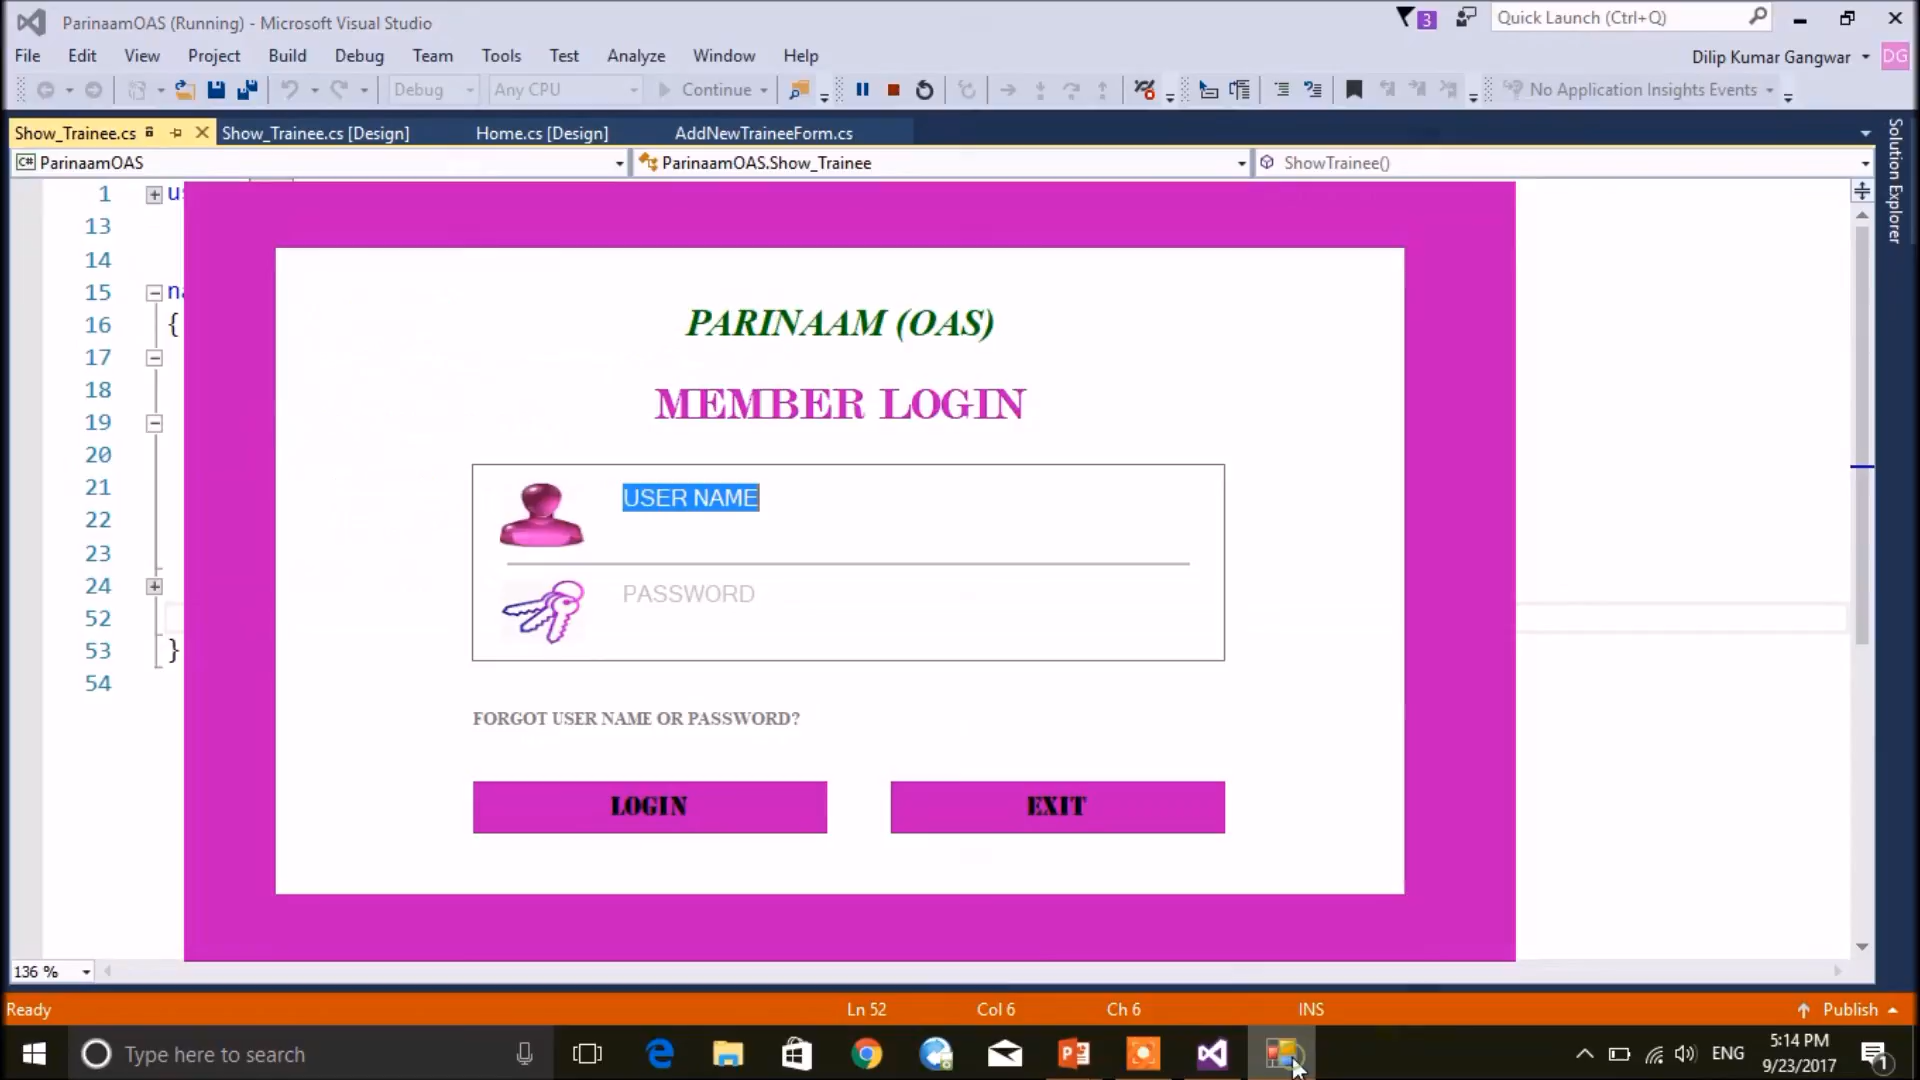 ParinaamOAS (Running) - Microsoft Visual Studio
3
Quick Launch (Ctrl+Q)
File Edit View Project Build Debug Team Tools Test Analyze Window Help
Dilip Kumar Gangwar
DG
Debug
Any CPU
Continue
No Application Insights Events
Show_Trainee.cs
Show_Trainee.cs [Design]
Home.cs [Design]
AddNewTraineeForm.cs
Solution Explorer
C# ParinaamOAS
ParinaamOAS.Show_Trainee
ShowTrainee()
1
13
14
15
16 {
17
18
19
20
21
22
23
24
52
53 }
54
PARINAAM (OAS)
MEMBER LOGIN
USER NAME
PASSWORD
FORGOT USER NAME OR PASSWORD?
LOGIN
EXIT
136 %
Ready
Ln 52
Col 6
Ch 6
INS
Publish
Type here to search
ENG
5:14 PM
9/23/2017
1